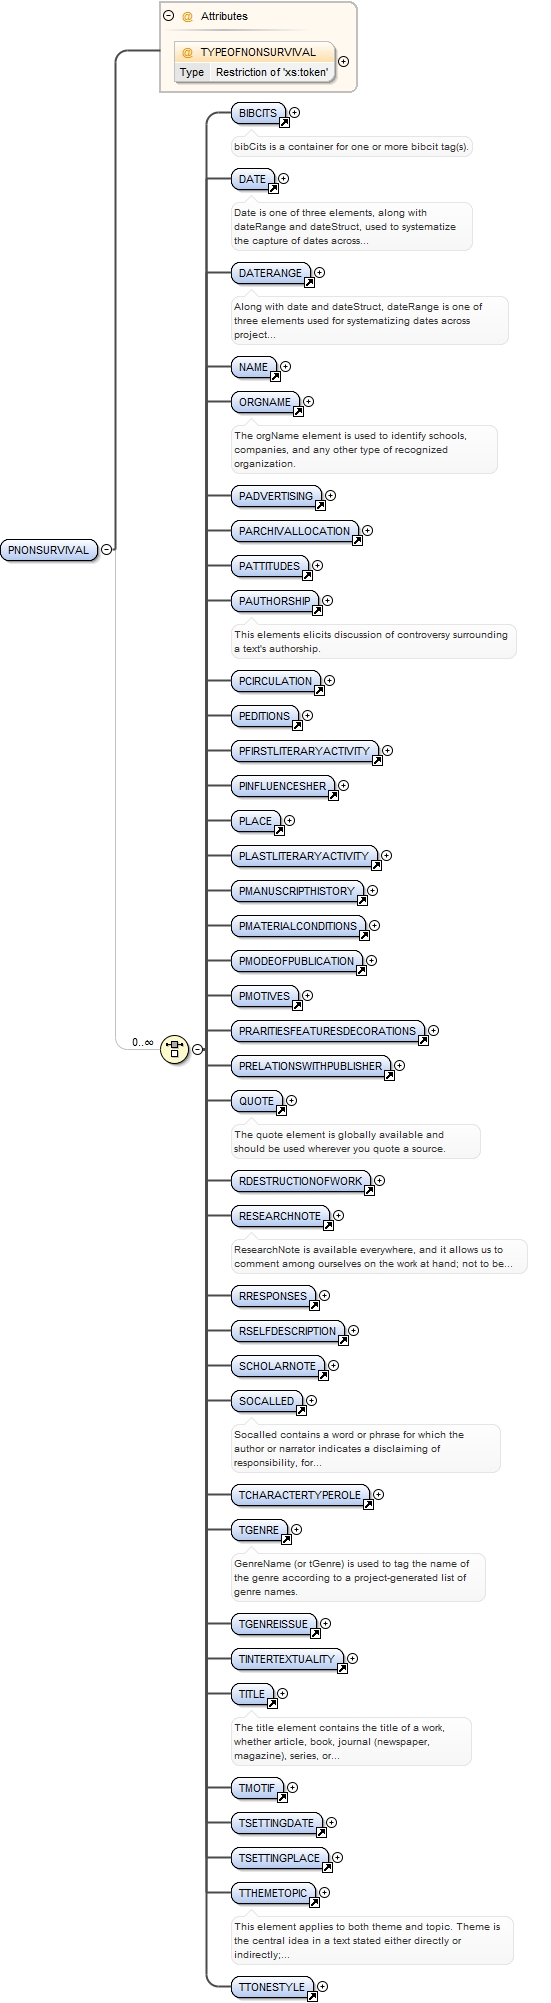 Attributes
@ TYPEOFNONSURVIVAL
Type Restriction of 'xs:token'
BIBCITS
bibCits is a container for one or more bibcit tag(s).
DATE
Date is one of three elements, along with
dateRange and dateStruct, used to systematize
the capture of dates across...
DATERANGE
Along with date and dateStruct, dateRange is one of
three elements used for systematizing dates across
project...
NAME
ORGNAME
The orgName element is used to identify schools,
companies, and any other type of recognized
organization.
PADVERTISING
PARCHIVALLOCATION
PNONSURVIVAL
PATTITUDES
PAUTHORSHIP
This elements elicits discussion of controversy surrounding
a text's authorship.
PCIRCULATION
PEDITIONS
PFIRSTLITERARYACTIVITY
PINFLUENCESHER
PLACE
PLASTLITERARYACTIVITY
PMANUSCRIPTHISTORY
PMATERIALCONDITIONS
PMODEOFPUBLICATION
PMOTIVES
PRARITIESFEATURESDECORATIONS
0..∞
PRELATIONSWITHPUBLISHER
QUOTE
The quote element is globally available and
should be used wherever you quote a source.
RDESTRUCTIONOFWORK
RESEARCHNOTE
ResearchNote is available everywhere, and it allows us to
comment among ourselves on the work at hand; not to be...
RRESPONSES
RSELFDESCRIPTION
SCHOLARNOTE
SOCALLED
Socalled contains a word or phrase for which the
author or narrator indicates a disclaiming of
responsibility, for...
TCHARACTERTYPEROLE
TGENRE
GenreName (or tGenre) is used to tag the name of
the genre according to a project-generated list of
genre names.
TGENREISSUE
TINTERTEXTUALITY
TITLE
The title element contains the title of a work,
whether article, book, journal (newspaper,
magazine), series, or...
TMOTIF
TSETTINGDATE
TSETTINGPLACE
TTHEMETOPIC
This element applies to both theme and topic. Theme is
the central idea in a text stated either directly or
indirectly;...
TTONESTYLE